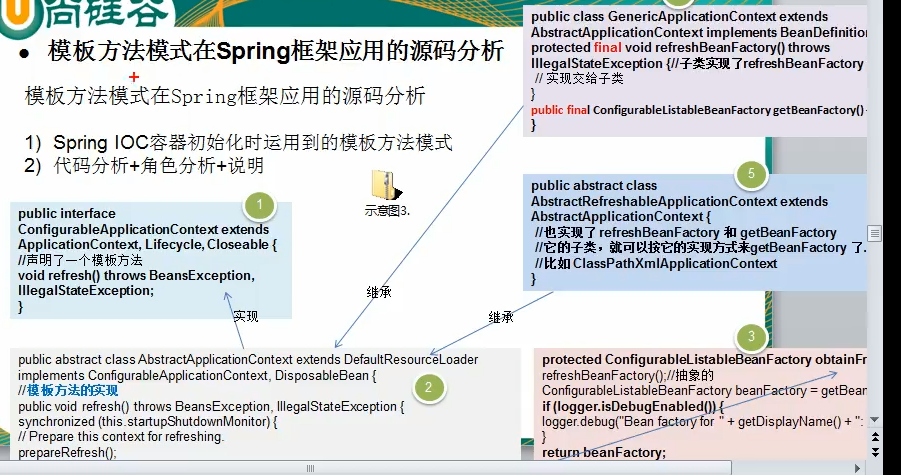 尚硅谷
● 模板方法模式在Spring框架应用的源码分析
模板方法模式在Spring框架应用的源码分析
1) Spring IOC容器初始化时运用到的模板方法模式
2) 代码分析+角色分析+说明
示意图3.
1
public interface
ConfigurableApplicationContext extends
ApplicationContext, Lifecycle, Closeable {
//声明了一个模板方法
void refresh() throws BeansException,
IllegalStateException;
}
实现
继承
继承
public abstract class AbstractApplicationContext extends DefaultResourceLoader
implements ConfigurableApplicationContext, DisposableBean {
//模板方法的实现
2
public void refresh() throws BeansException, IllegalStateException {
synchronized (this.startupShutdownMonitor) {
// Prepare this context for refreshing.
prepareRefresh();
public class GenericApplicationContext extends
AbstractApplicationContext implements BeanDefinition
protected final void refreshBeanFactory() throws
IllegalStateException {//子类实现了refreshBeanFactory
// 实现交给子类
}
public final ConfigurableListableBeanFactory getBeanFactory()
}
5
public abstract class
AbstractRefreshableApplicationContext extends
AbstractApplicationContext {
//也实现了 refreshBeanFactory 和 getBeanFactory
//它的子类，就可以按它的实现方式来getBeanFactory 了.
//比如 ClassPathXmlApplicationContext
}
3
protected ConfigurableListableBeanFactory obtainFr
refreshBeanFactory();//抽象的
ConfigurableListableBeanFactory beanFactory = getBean
if (logger.isDebugEnabled()) {
logger.debug("Bean factory for " + getDisplayName() + ":
}
return beanFactory;